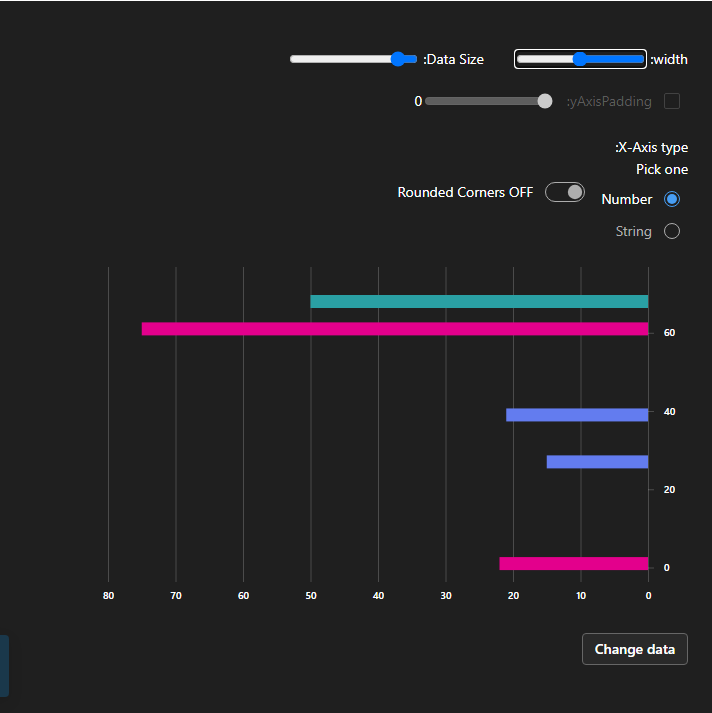 :width
:Data Size
:yAxisPadding
0
:X-Axis type
Pick one
Number
Rounded Corners OFF
String
60
40
20
0
80 70 60 50 40 30 20 10 0
Change data